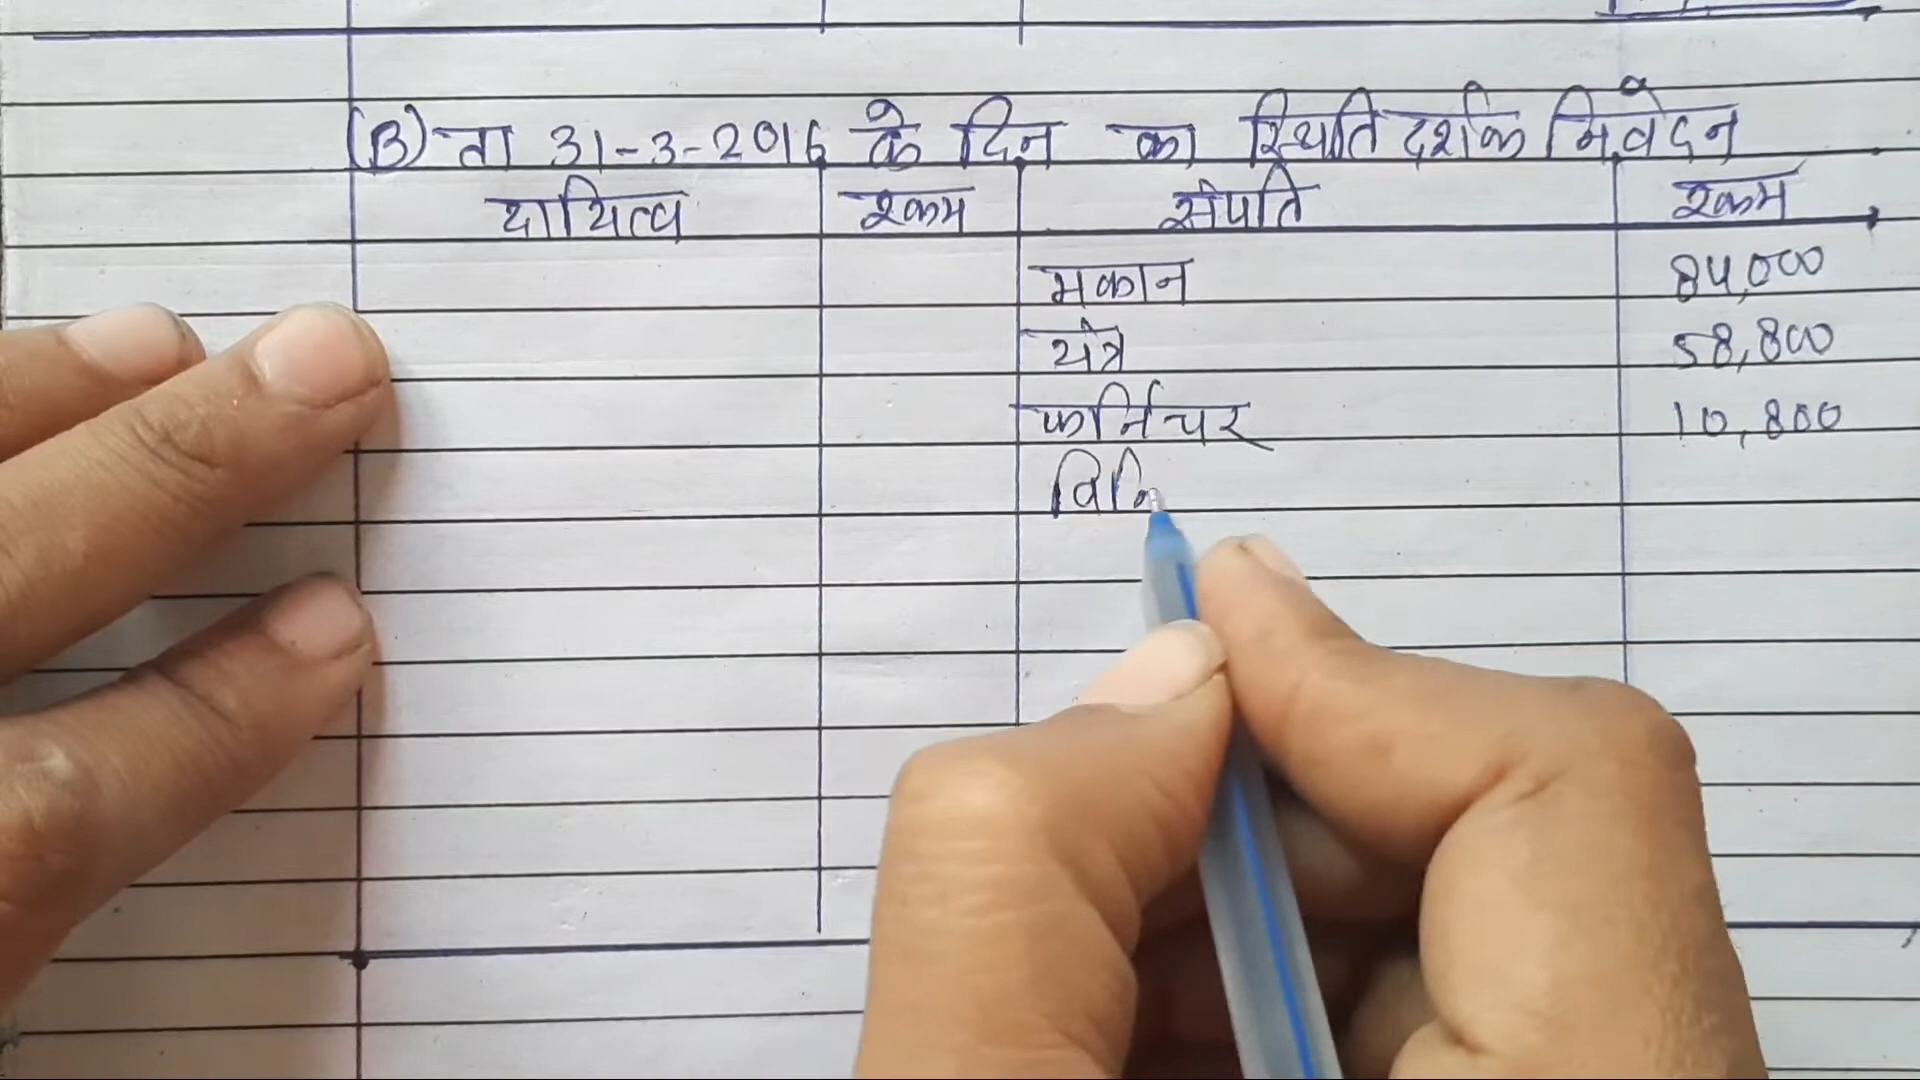 (B) ता 31-3-2016 के दिन का स्थिति दर्शक निवेदन
दायित्व रकम संपति रकम
मकान 84,000
यंत्र 58,800
फर्निचर 10,800
विनि